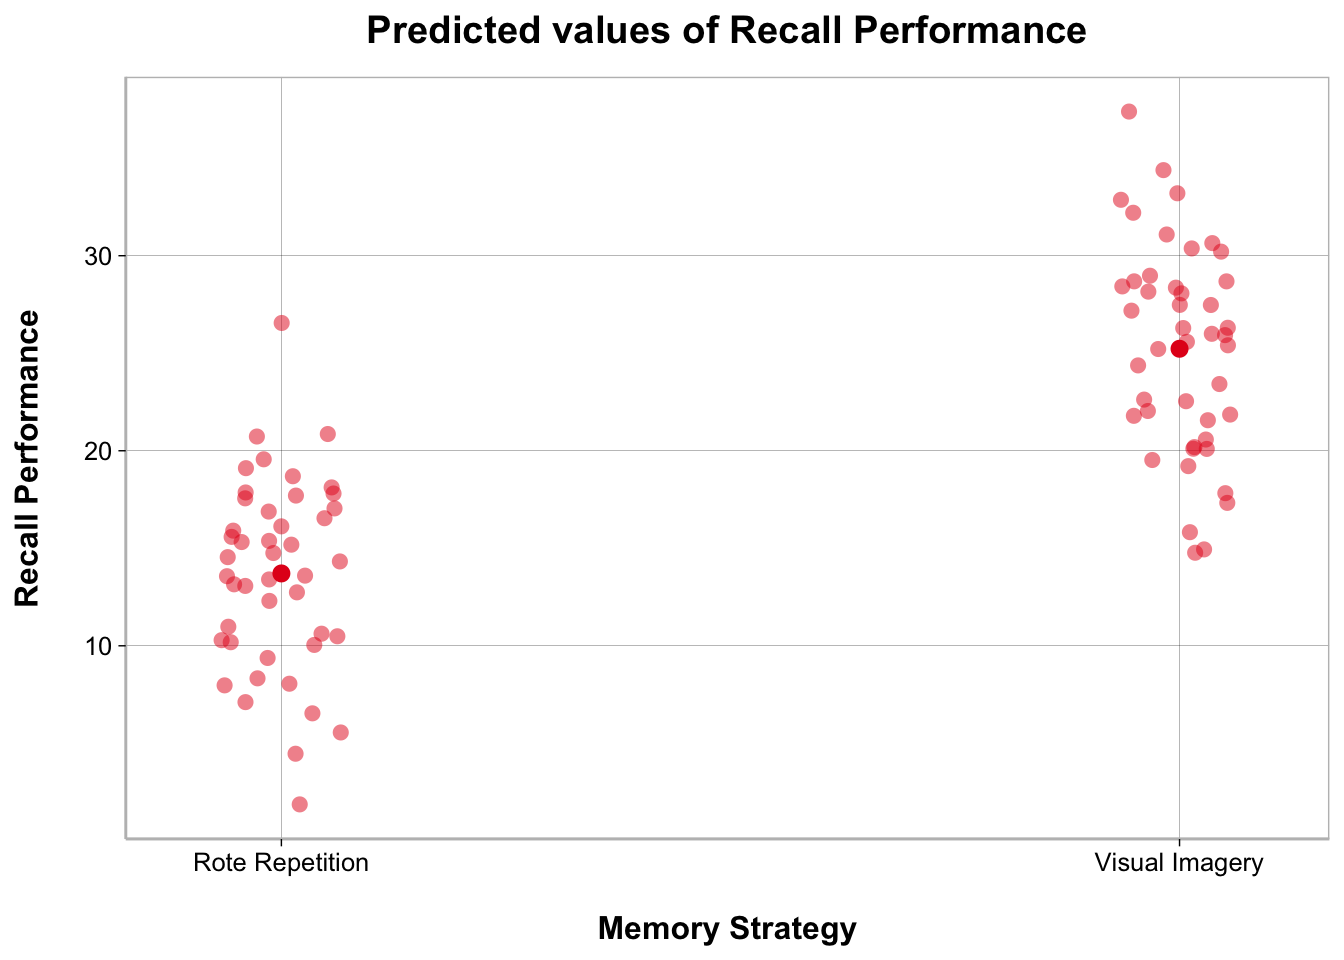 Predicted values of Recall Performance
Recall Performance
30
20
10
Rote Repetition
Visual Imagery
Memory Strategy